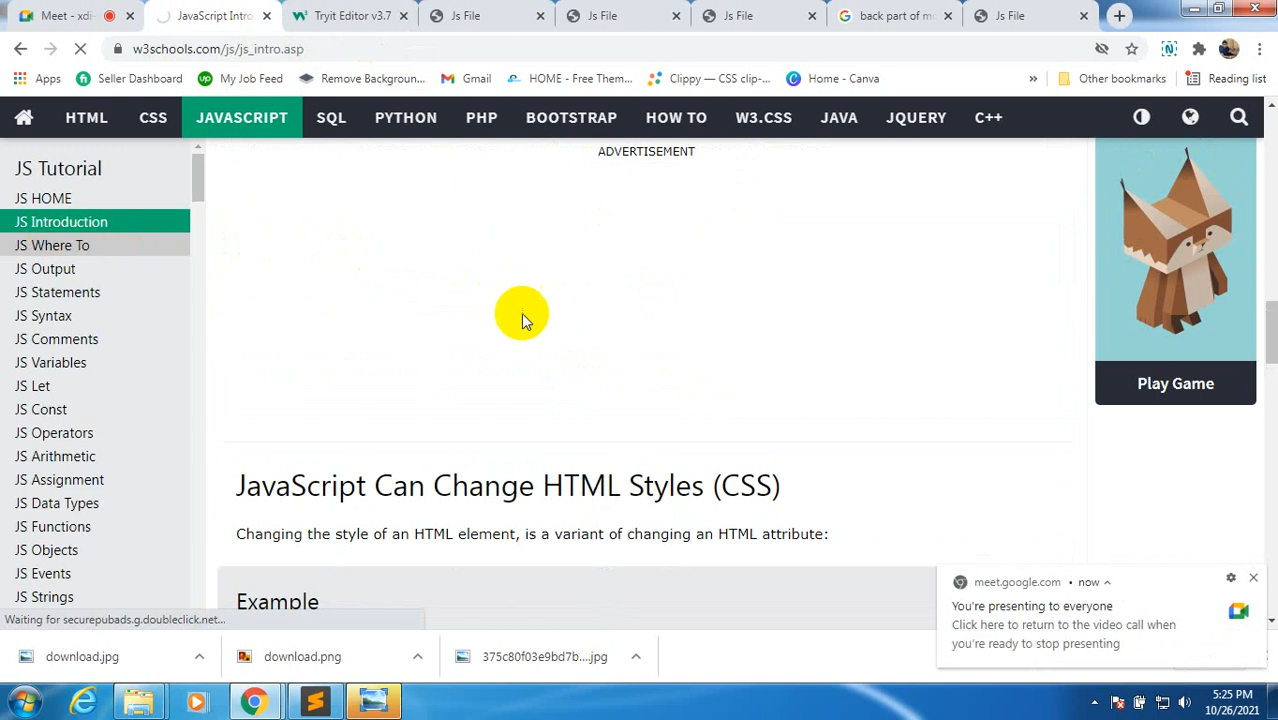 Meet - xdi-
JavaScript Intro
Tryit Editor v3.7
Js File
Js File
Js File
back part of mo
Js File
w3schools.com/js/js_intro.asp
Apps
Seller Dashboard
My Job Feed
Remove Backgroun...
Gmail
HOME - Free Them...
Clippy — CSS clip-...
Home - Canva
»
Other bookmarks
Reading list
HTML
CSS
JAVASCRIPT
SQL
PYTHON
PHP
BOOTSTRAP
HOW TO
W3.CSS
JAVA
JQUERY
C++
JS Tutorial
JS HOME
JS Introduction
JS Where To
JS Output
JS Statements
JS Syntax
JS Comments
JS Variables
JS Let
JS Const
JS Operators
JS Arithmetic
JS Assignment
JS Data Types
JS Functions
JS Objects
JS Events
JS Strings
ADVERTISEMENT
JavaScript Can Change HTML Styles (CSS)
Changing the style of an HTML element, is a variant of changing an HTML attribute:
Example
Play Game
meet.google.com • now
You're presenting to everyone
Click here to return to the video call when
you're ready to stop presenting
Waiting for securepubads.g.doubleclick.net...
download.jpg
download.png
375c80f03e9bd7b....jpg
5:25 PM
10/26/2021